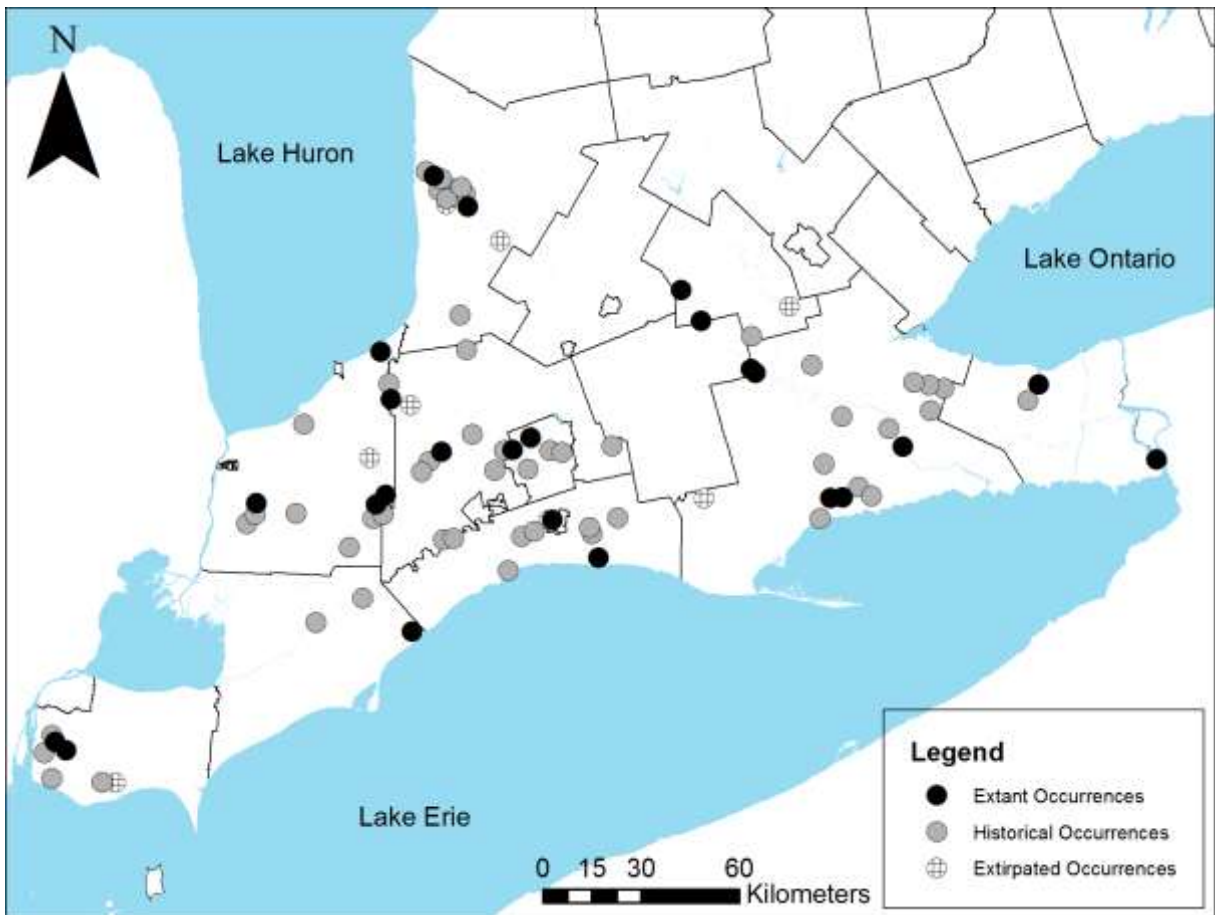 N
Lake Huron
Lake Ontario
Lake Erie
Legend
Extant Occurrences
Historical Occurrences
Extirpated Occurrences
0 15 30 60
Kilometers